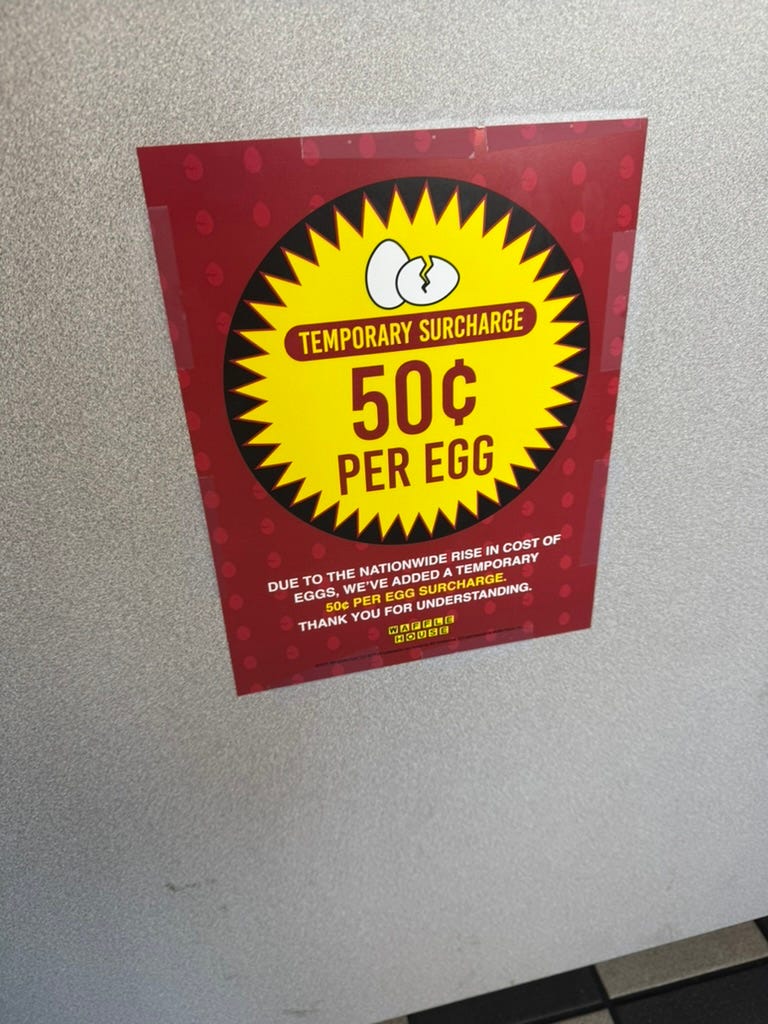 TEMPORARY SURCHARGE
50¢
PER EGG
DUE TO THE NATIONWIDE RISE IN COST OF
EGGS, WE'VE ADDED A TEMPORARY
50¢ PER EGG SURCHARGE.
THANK YOU FOR UNDERSTANDING.
WAFFLE
HOUSE